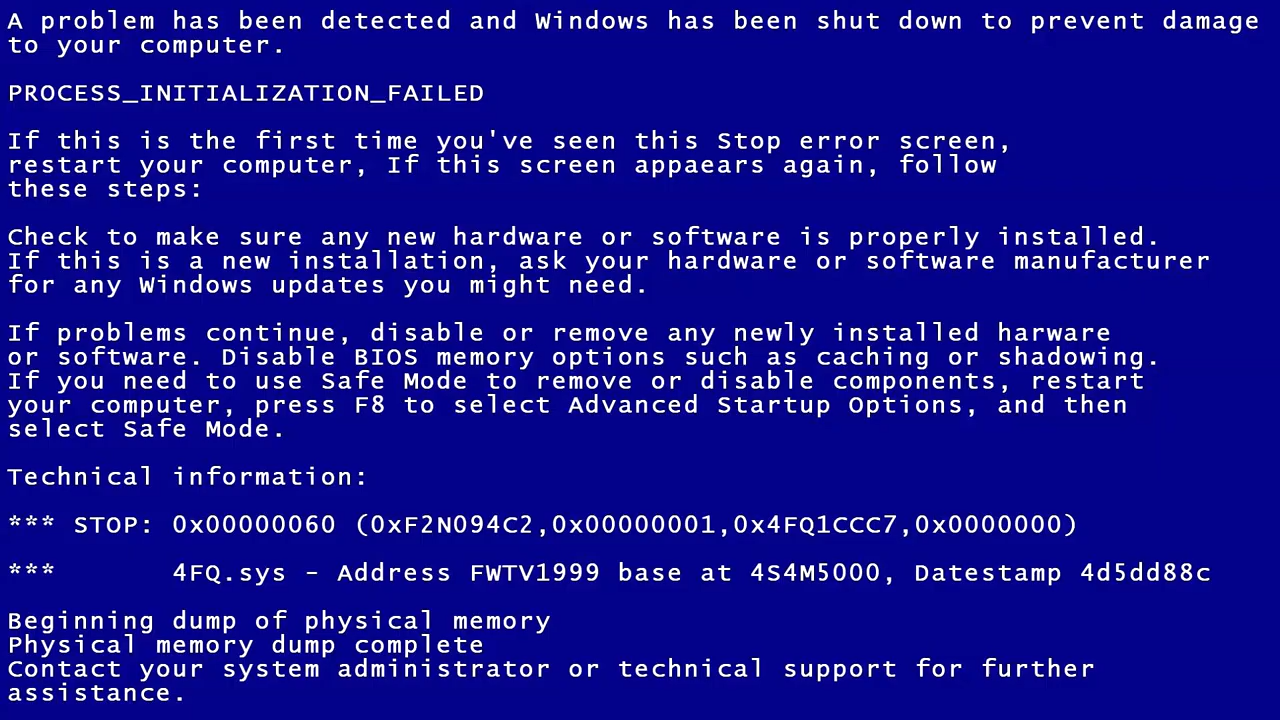 A problem has been detected and Windows has been shut down to prevent damage
to your computer.
PROCESS_INITIALIZATION_FAILED
If this is the first time you've seen this Stop error screen,
restart your computer, If this screen appaears again, follow
these steps:
Check to make sure any new hardware or software is properly installed.
If this is a new installation, ask your hardware or software manufacturer
for any Windows updates you might need.
If problems continue, disable or remove any newly installed harware
or software. Disable BIOS memory options such as caching or shadowing.
If you need to use Safe Mode to remove or disable components, restart
your computer, press F8 to select Advanced Startup Options, and then
select Safe Mode.
Technical information:
*** STOP: 0x00000060 (0xF2N094C2,0x00000001,0x4FQ1CCC7,0x0000000)
*** 4FQ.sys - Address FWTV1999 base at 4S4M5000, Datestamp 4d5dd88c
Beginning dump of physical memory
Physical memory dump complete
Contact your system administrator or technical support for further
assistance.